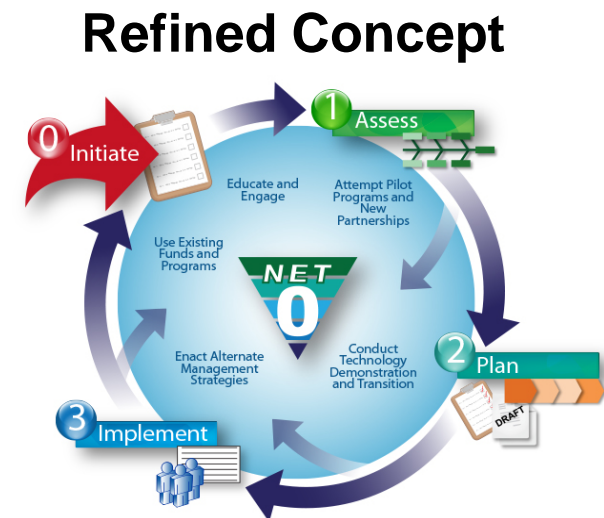 Refined Concept
0
Initiate
1
Assess
Educate and
Engage
Attempt Pilot
Programs and
New
Partnerships
Use Existing
Funds and
Programs
NET
0
Enact Alternate
Management
Strategies
Conduct
Technology
Demonstration
and Transition
2
Plan
DRAFT
3
Implement